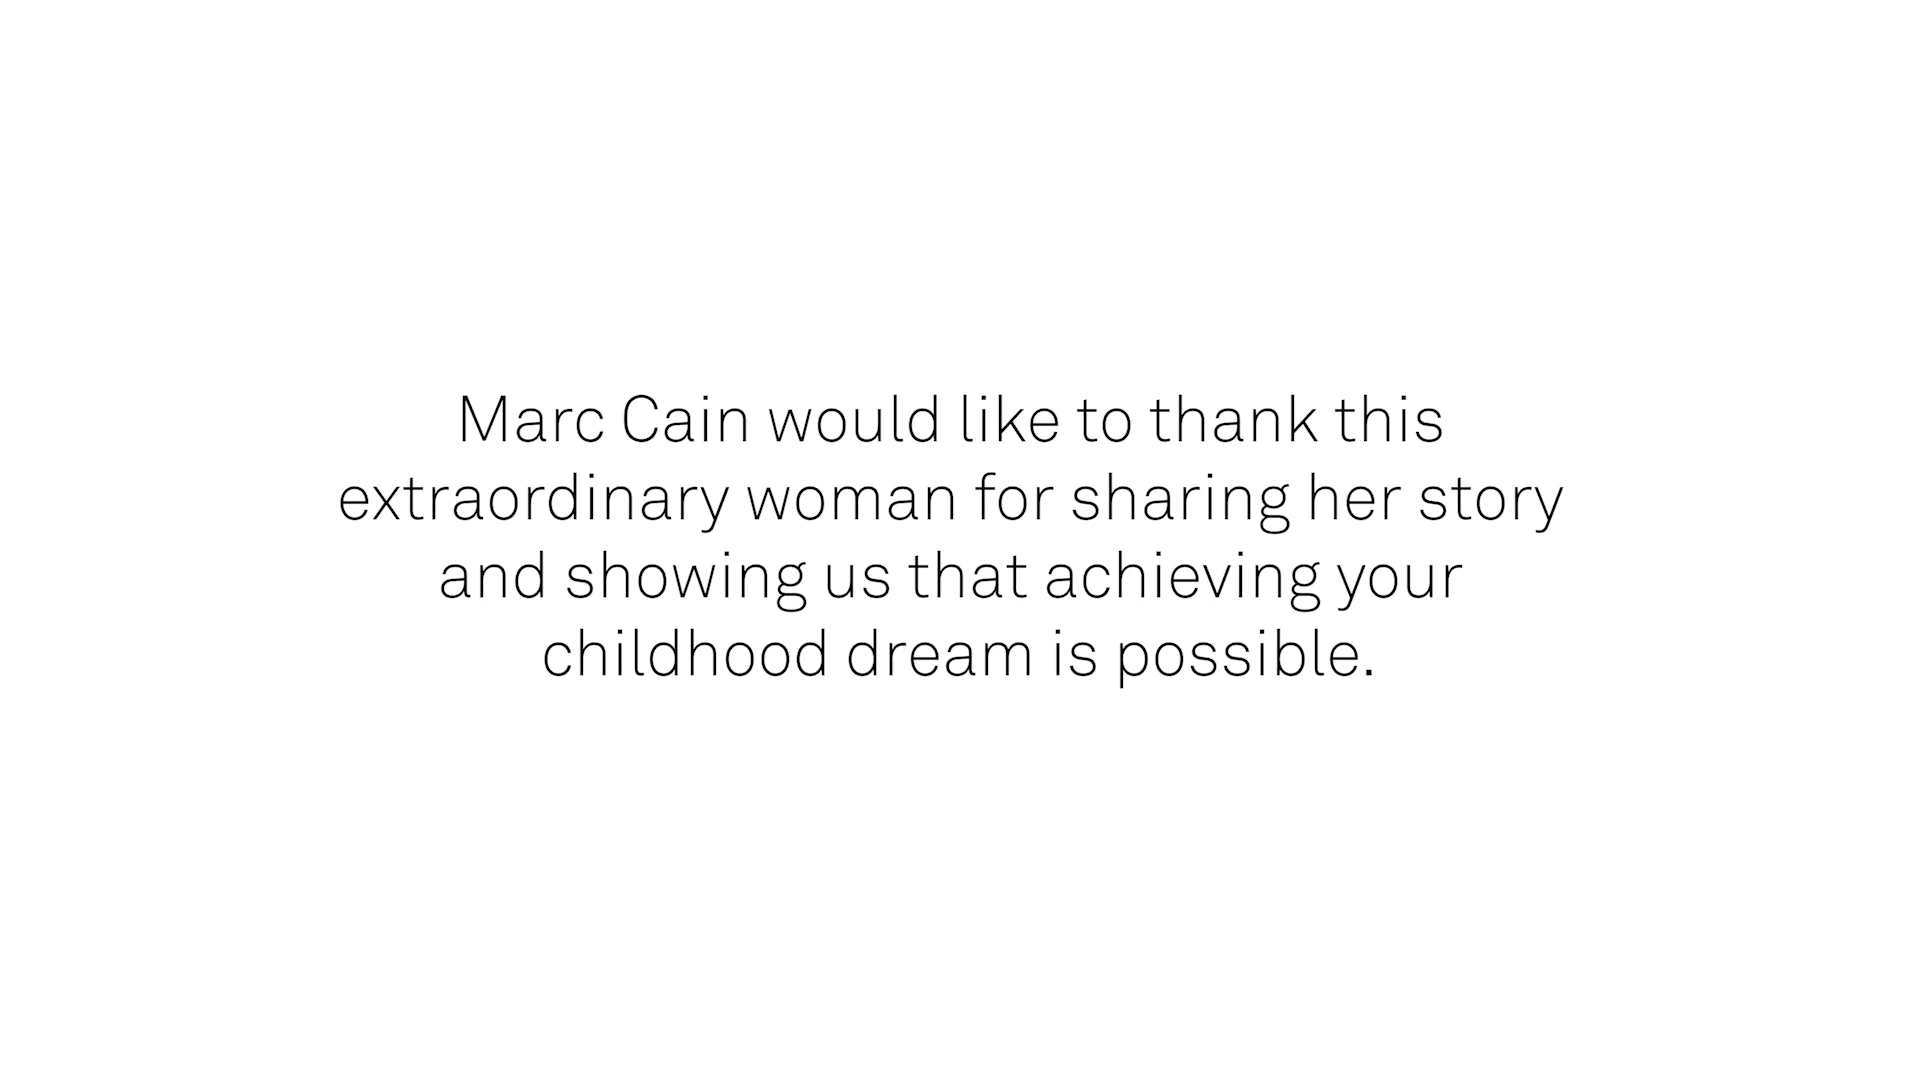 Marc Cain would like to thank this
extraordinary woman for sharing her story
and showing us that achieving your
childhood dream is possible.